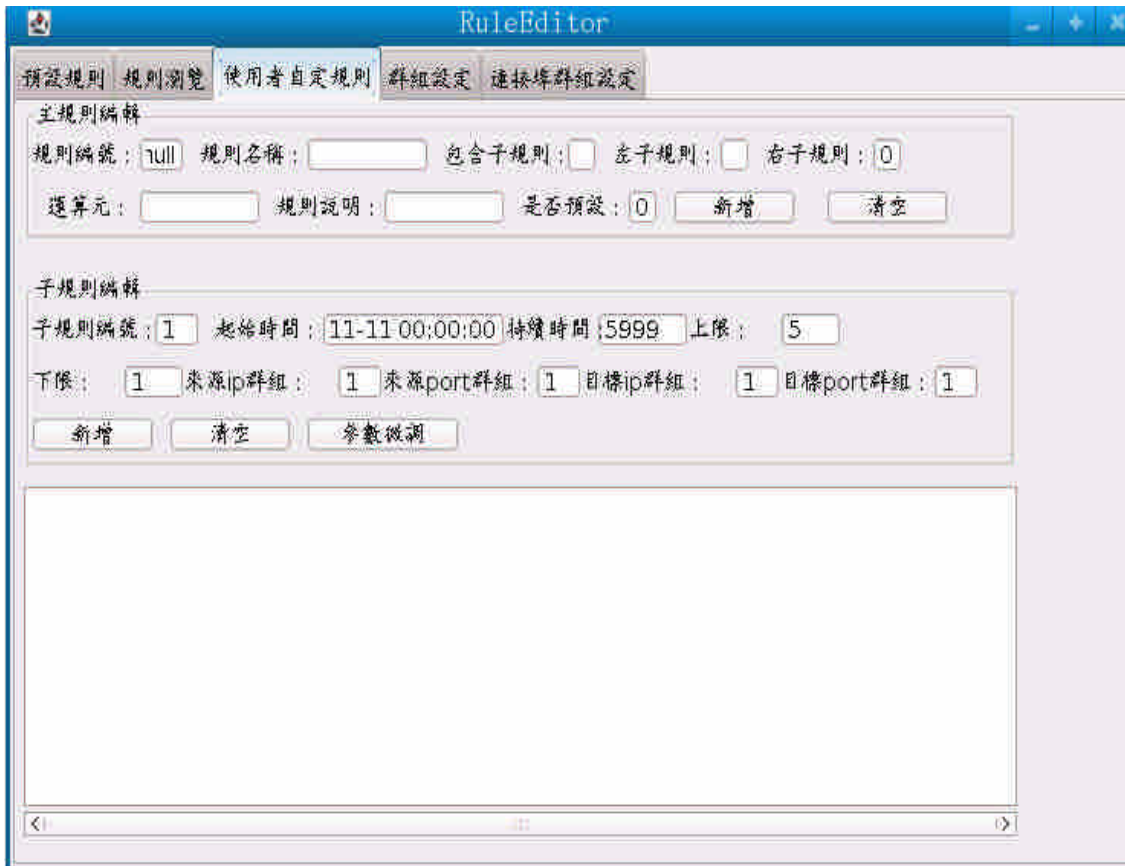 RuleEditor
預設規則 規則瀏覽 使用者自定規則 群組設定 連接埠群組設定
主規則編輯
規則編號：null 規則名稱： 包含子規則： 左子規則： 右子規則：0
運算元： 規則說明： 是否預設：0 新增 清空
子規則編輯
子規則編號：1 起始時間：11-11 00:00:00 持續時間：5999 上限： 5
下限： 1 來源ip群組： 1 來源port群組：1 目標ip群組： 1 目標port群組：1
新增 清空 參數微調